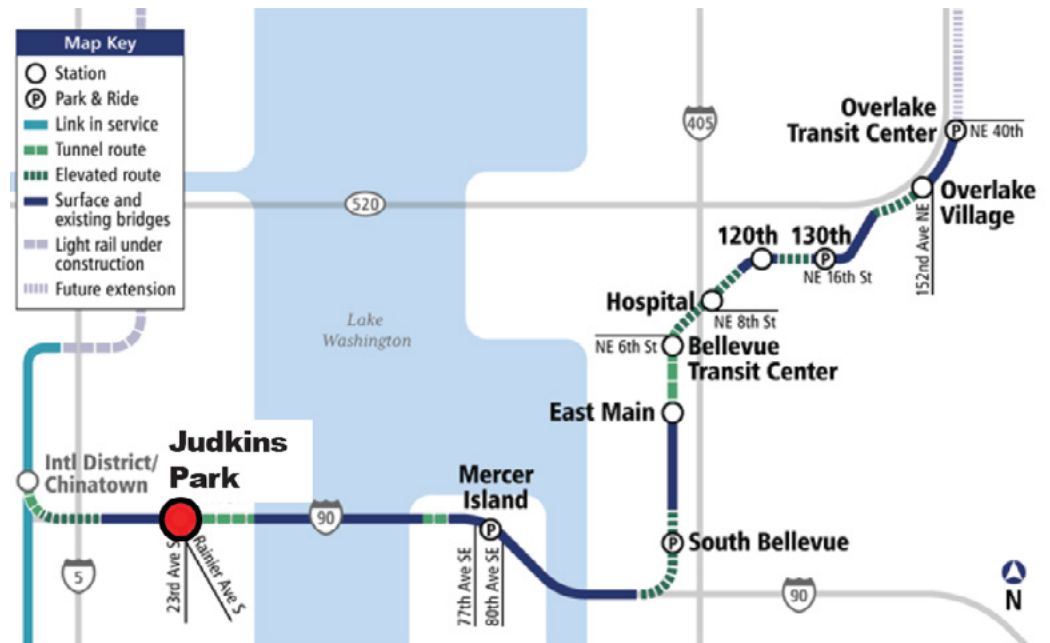 Map Key
Station
P Park & Ride
Link in service
Tunnel route
Elevated route
Surface and
existing bridges
Light rail under
construction
Future extension
405
520
Overlake
Transit Center
P
NE 40th
Overlake
Village
152nd Ave NE
120th
130th
P
NE 16th St
Hospital
NE 8th St
NE 6th St
Bellevue
Transit Center
Lake
Washington
East Main
Judkins
Park
Intl District/
Chinatown
Mercer
Island
P
90
P
South Bellevue
23rd Ave S
Rainier Ave S
77th Ave SE
80th Ave SE
5
90
N